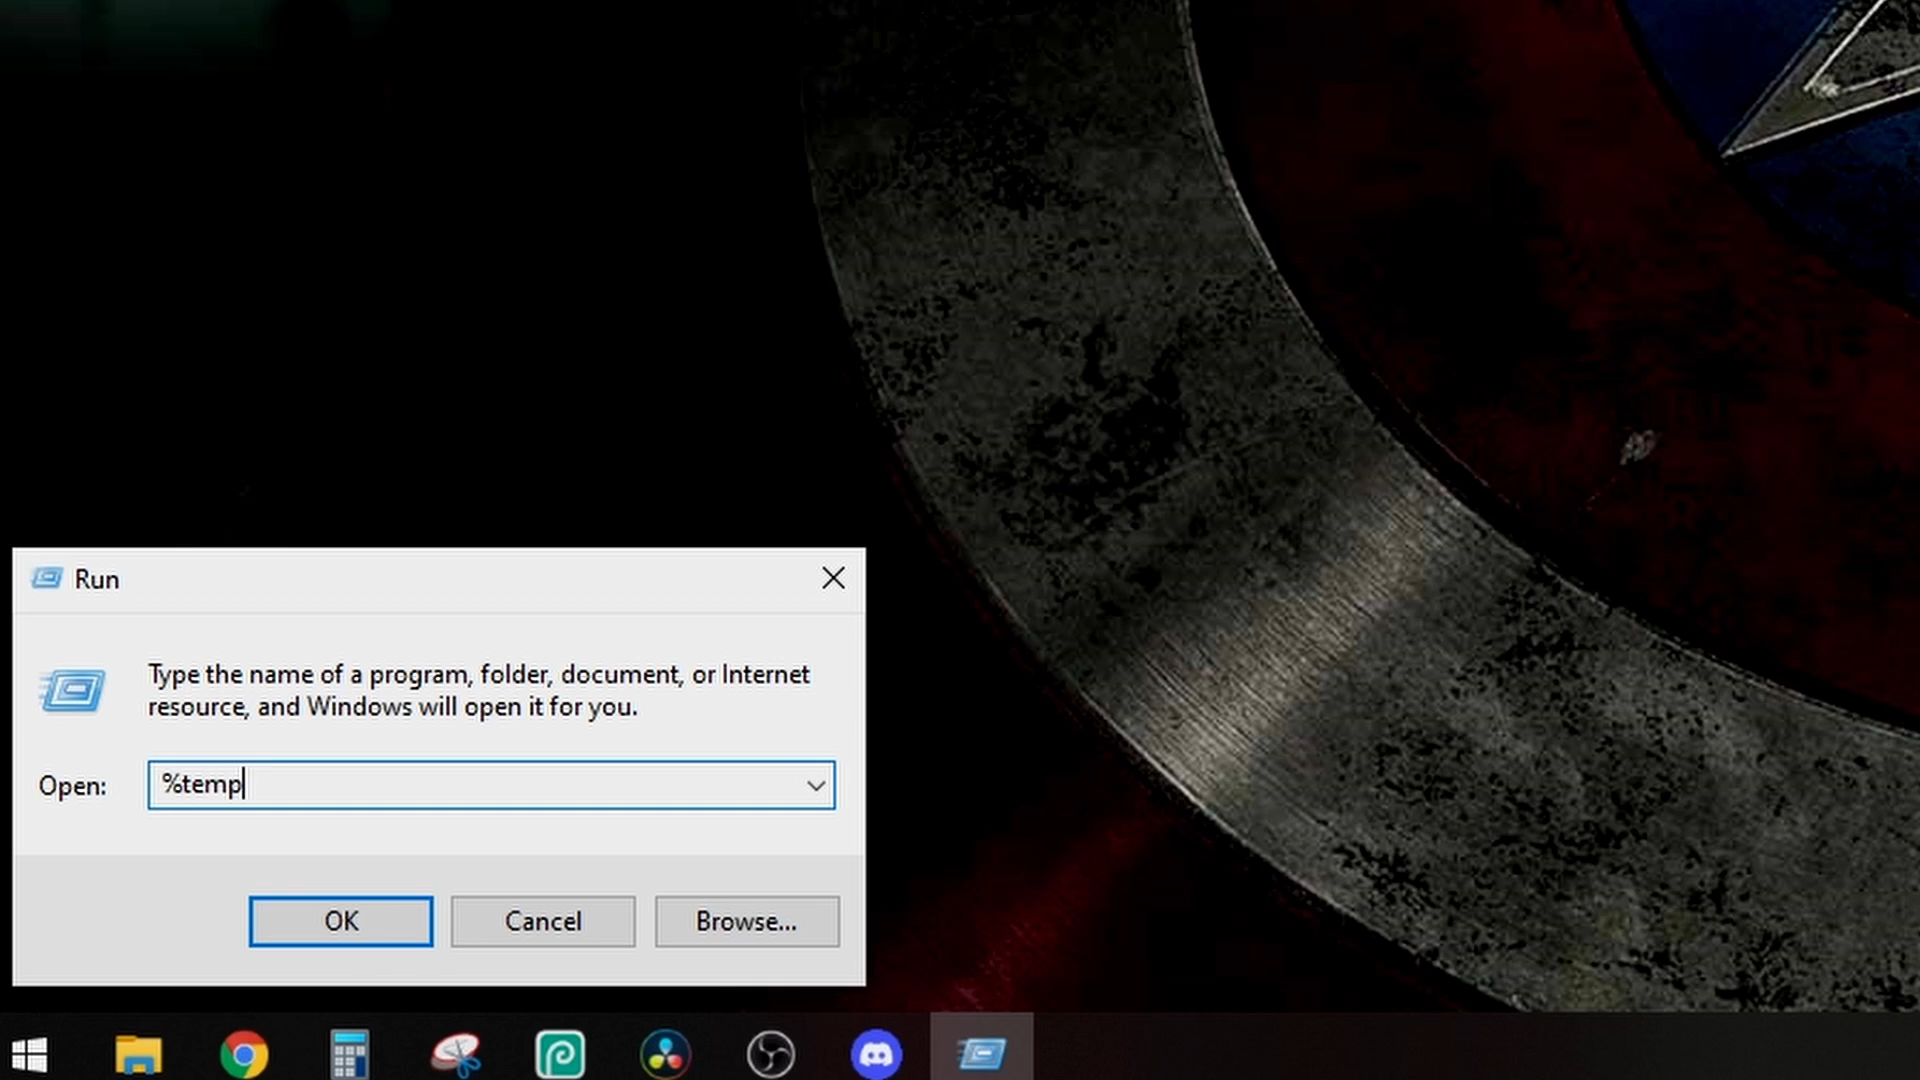 Run
Type the name of a program, folder, document, or Internet
resource, and Windows will open it for you.
Open:
%temp
OK
Cancel
Browse...